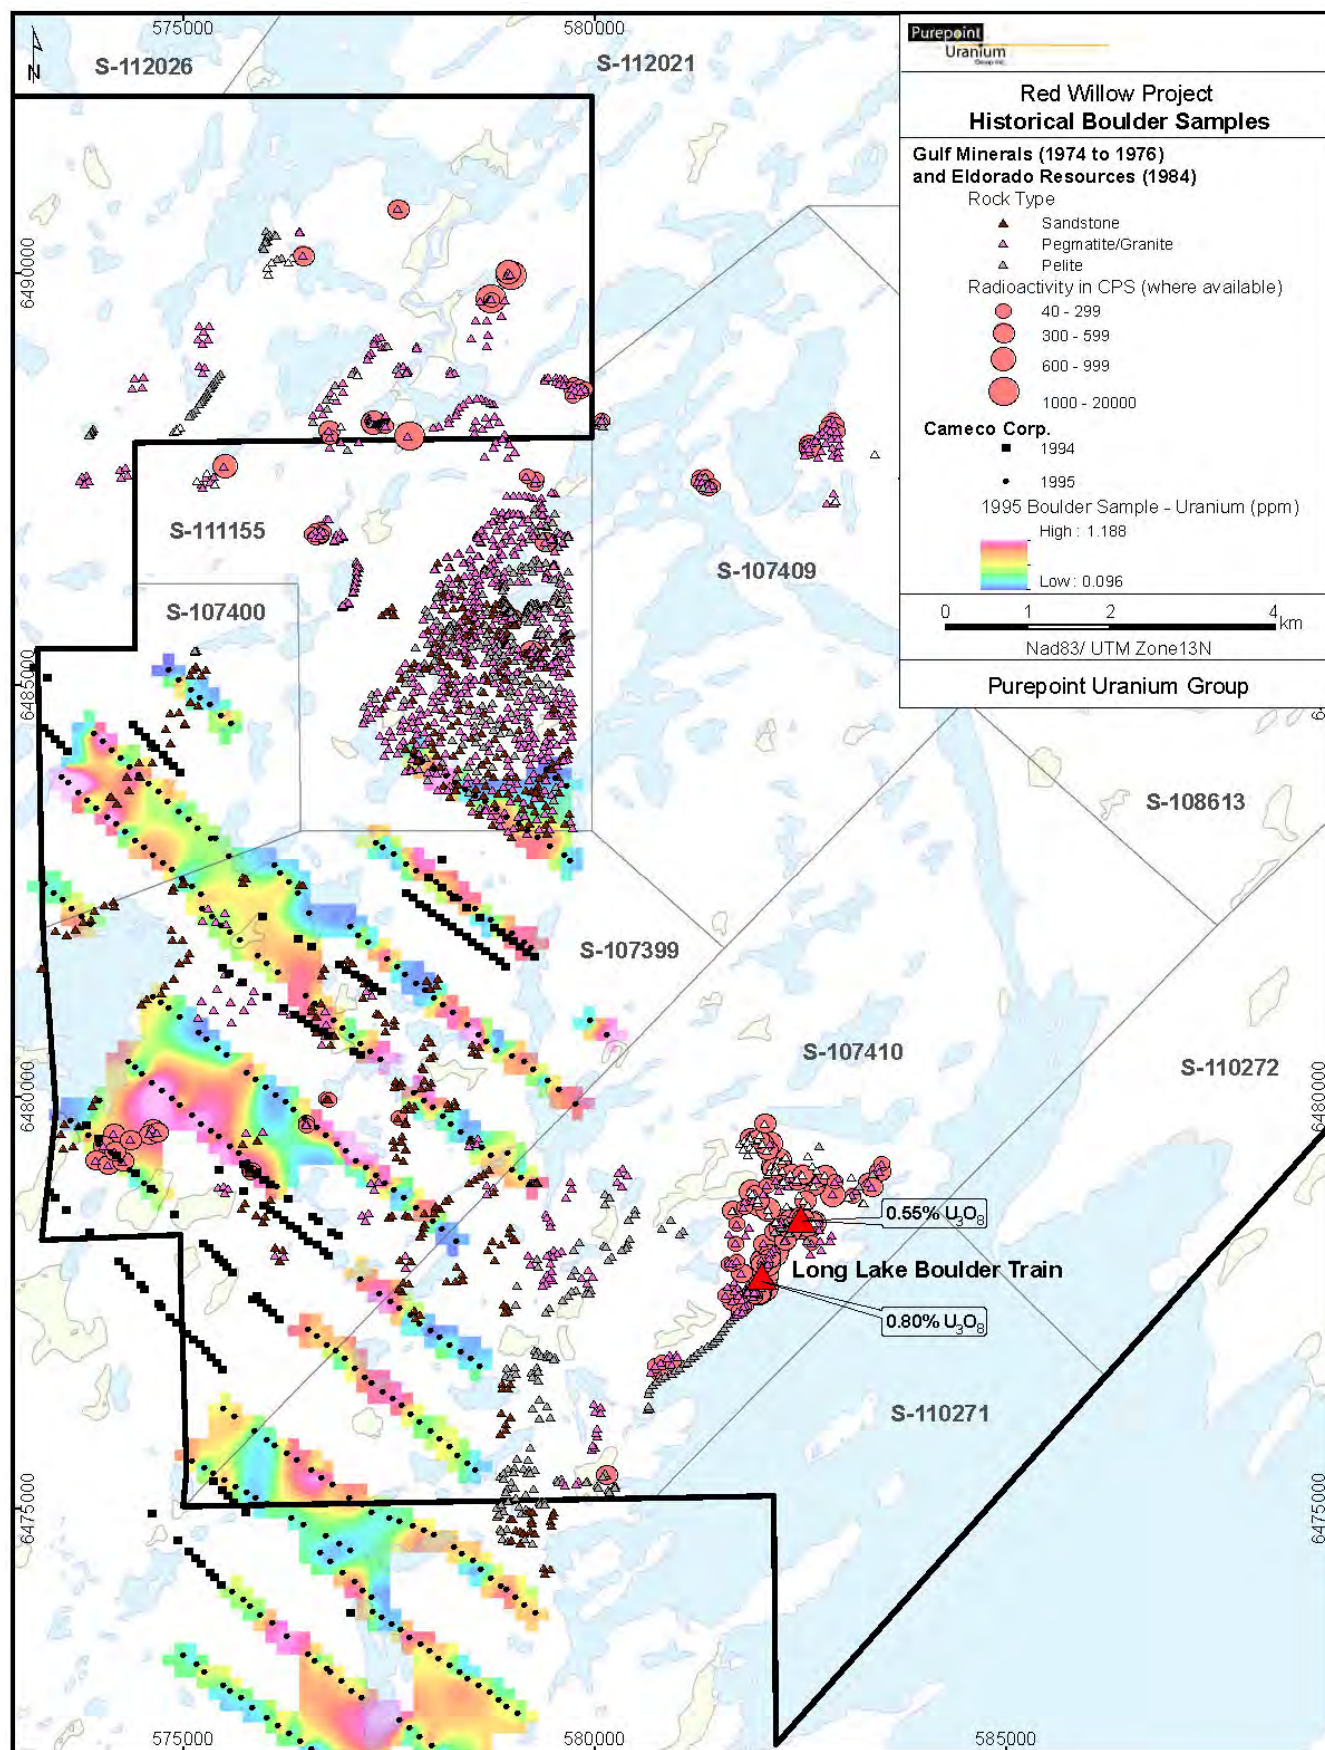 575000
580000
N
S-112026
S-112021
Purepoint
Uranium
Group Inc.
Red Willow Project
Historical Boulder Samples
Gulf Minerals (1974 to 1976)
and Eldorado Resources (1984)
Rock Type
Sandstone
Pegmatite/Granite
Pelite
Radioactivity in CPS (where available)
40 - 299
300 - 599
600 - 999
1000 - 20000
Cameco Corp.
1994
1995
1995 Boulder Sample - Uranium (ppm)
High : 1.188
Low : 0.096
0 1 2 4 km
Nad83/ UTM Zone13N
Purepoint Uranium Group
6490000
S-111155
S-107409
S-107400
6485000
S-108613
S-107399
S-107410
S-110272
6480000
6480000
0.55% U₃O₈
Long Lake Boulder Train
0.80% U₃O₈
S-110271
6475000
6475000
575000
580000
585000